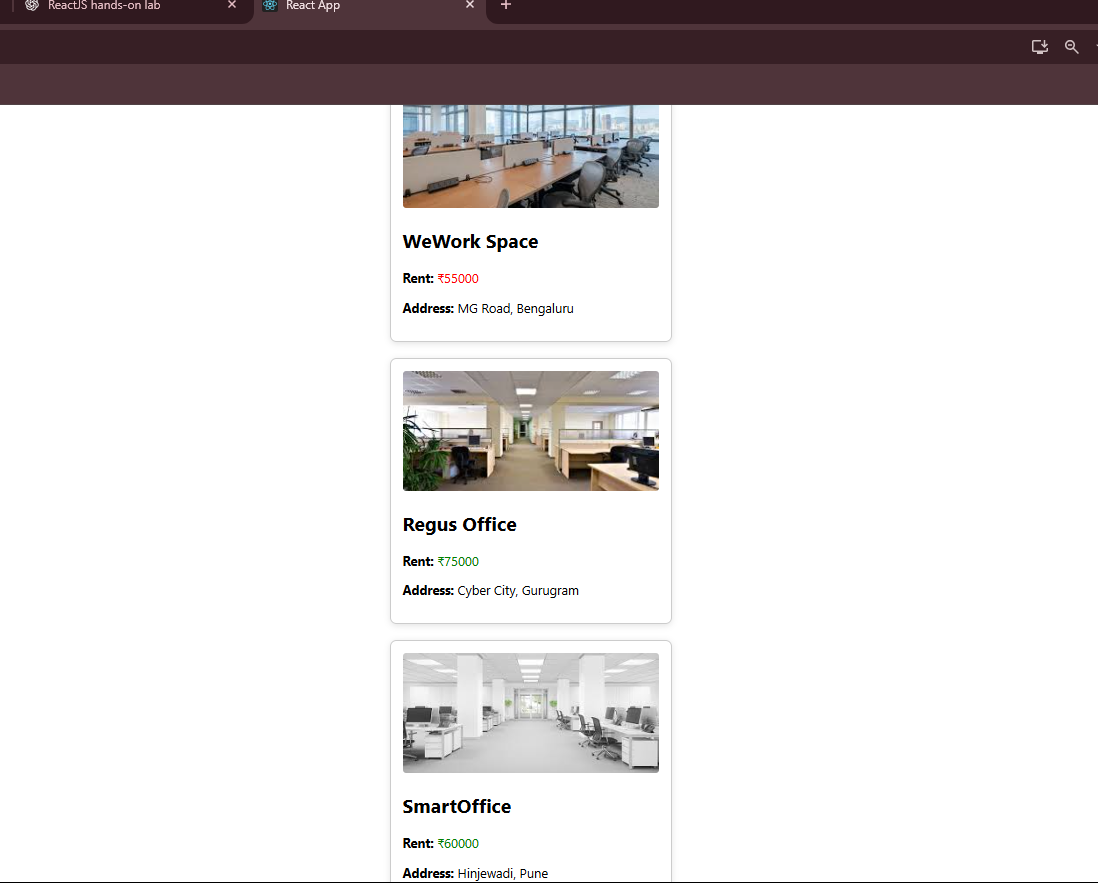 ReactJS hands-on lab
React App
WeWork Space
Rent: ₹55000
Address: MG Road, Bengaluru
Regus Office
Rent: ₹75000
Address: Cyber City, Gurugram
SmartOffice
Rent: ₹60000
Address: Hinjewadi, Pune